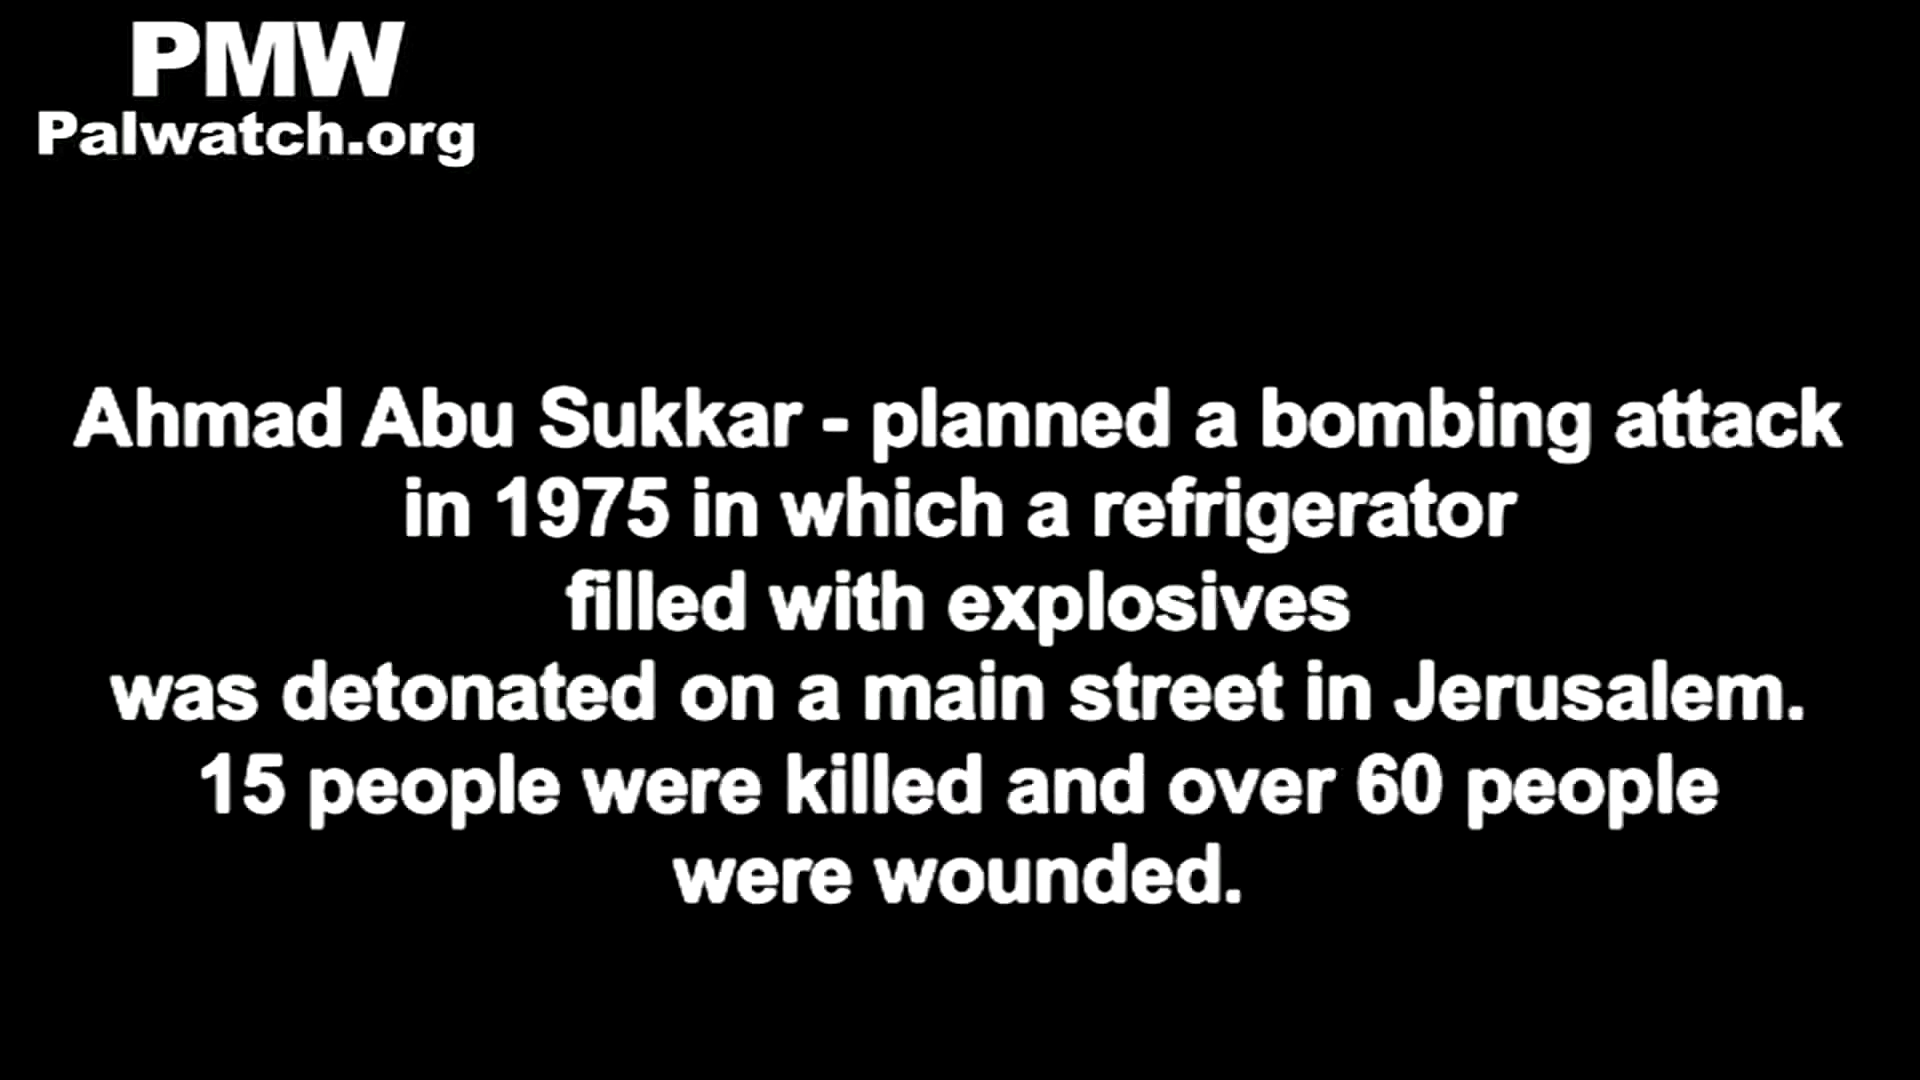 PMW
Palwatch.org
Ahmad Abu Sukkar - planned a bombing attack
in 1975 in which a refrigerator
filled with explosives
was detonated on a main street in Jerusalem.
15 people were killed and over 60 people
were wounded.